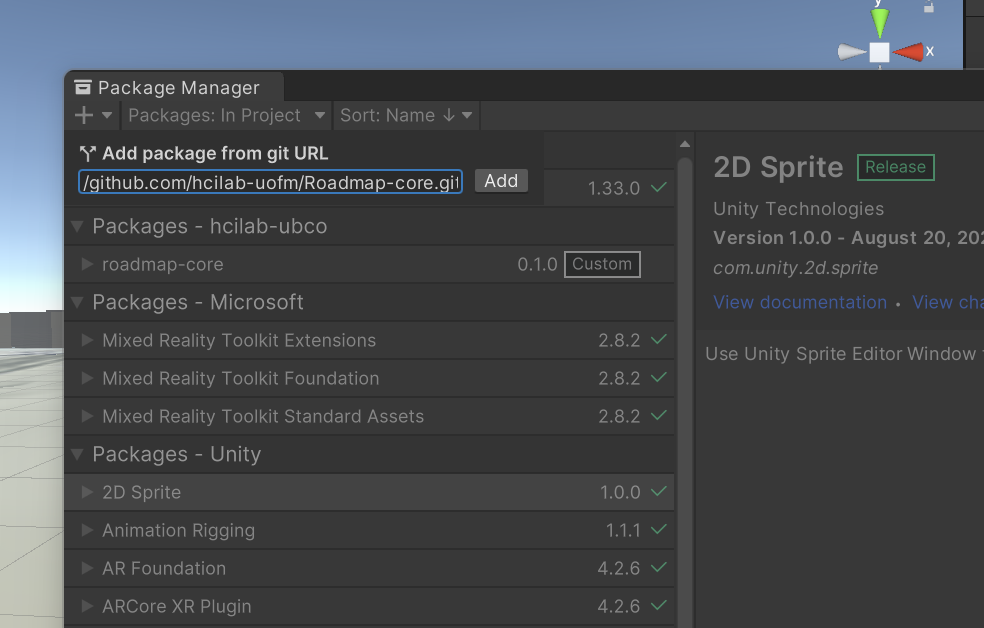 y
x
Package Manager
Packages: In Project
Sort: Name ↓
Add package from git URL
/github.com/hcilab-uofm/Roadmap-core.git
Add
1.33.0
Packages - hcilab-ubco
roadmap-core 0.1.0 Custom
Packages - Microsoft
Mixed Reality Toolkit Extensions 2.8.2
Mixed Reality Toolkit Foundation 2.8.2
Mixed Reality Toolkit Standard Assets 2.8.2
Packages - Unity
2D Sprite 1.0.0
Animation Rigging 1.1.1
AR Foundation 4.2.6
ARCore XR Plugin 4.2.6
2D Sprite Release
Unity Technologies
Version 1.0.0 - August 20, 202
com.unity.2d.sprite
View documentation • View cha
Use Unity Sprite Editor Window